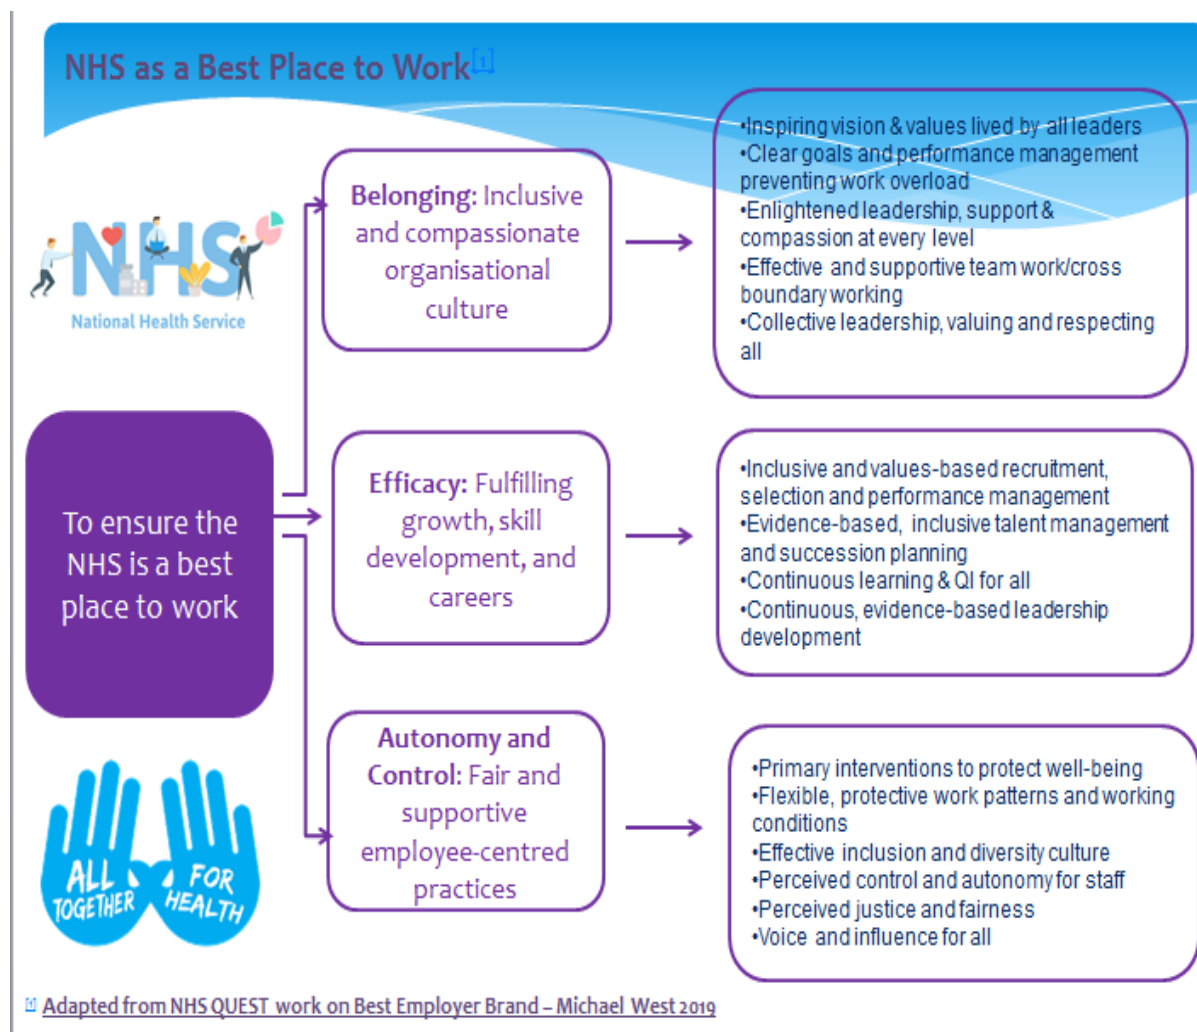 NHS as a Best Place to Work[1]
NHS
National Health Service
To ensure the
NHS is a best
place to work
ALL
TOGETHER
FOR
HEALTH
Belonging: Inclusive
and compassionate
organisational
culture
•Inspiring vision & values lived by all leaders
•Clear goals and performance management
preventing work overload
•Enlightened leadership, support &
compassion at every level
•Effective and supportive team work/cross
boundary working
•Collective leadership, valuing and respecting
all
Efficacy: Fulfilling
growth, skill
development, and
careers
•Inclusive and values-based recruitment,
selection and performance management
•Evidence-based, inclusive talent management
and succession planning
•Continuous learning & QI for all
•Continuous, evidence-based leadership
development
Autonomy and
Control: Fair and
supportive
employee-centred
practices
•Primary interventions to protect well-being
•Flexible, protective work patterns and working
conditions
•Effective inclusion and diversity culture
•Perceived control and autonomy for staff
•Perceived justice and fairness
•Voice and influence for all
[1] Adapted from NHS QUEST work on Best Employer Brand – Michael West 2019